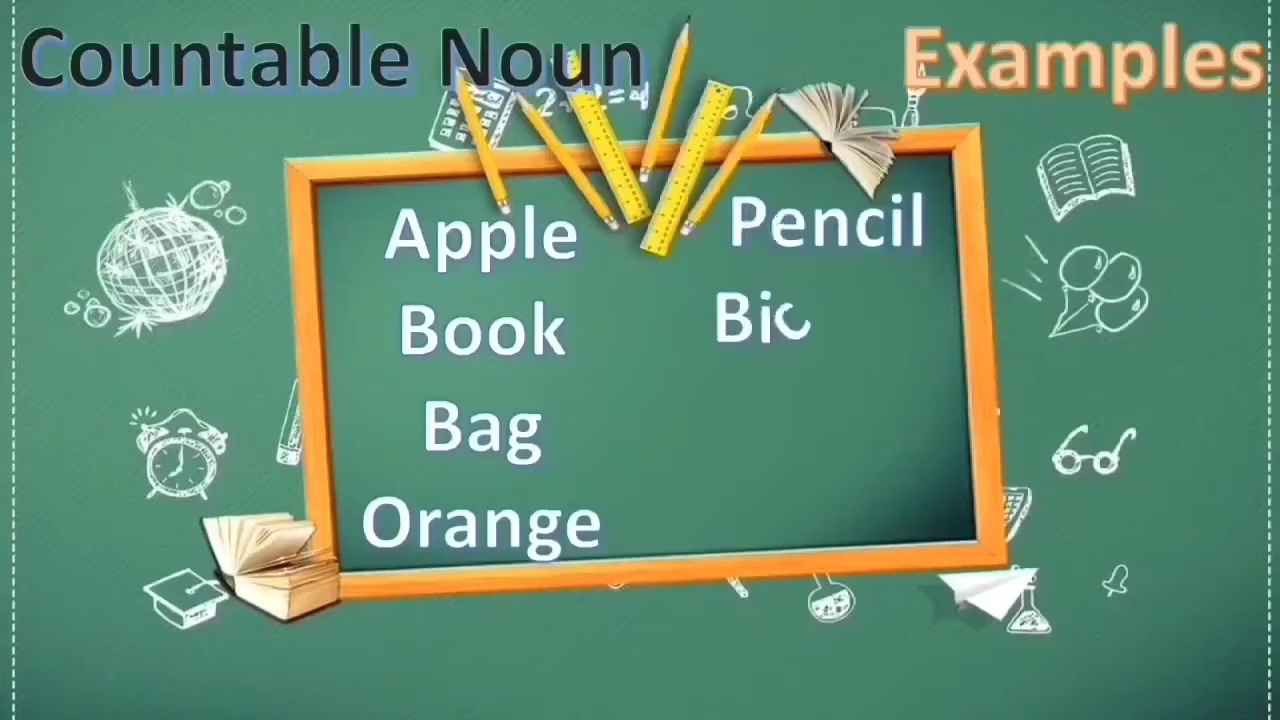 Countable Noun
Examples
Apple
Book
Bag
Orange
Pencil